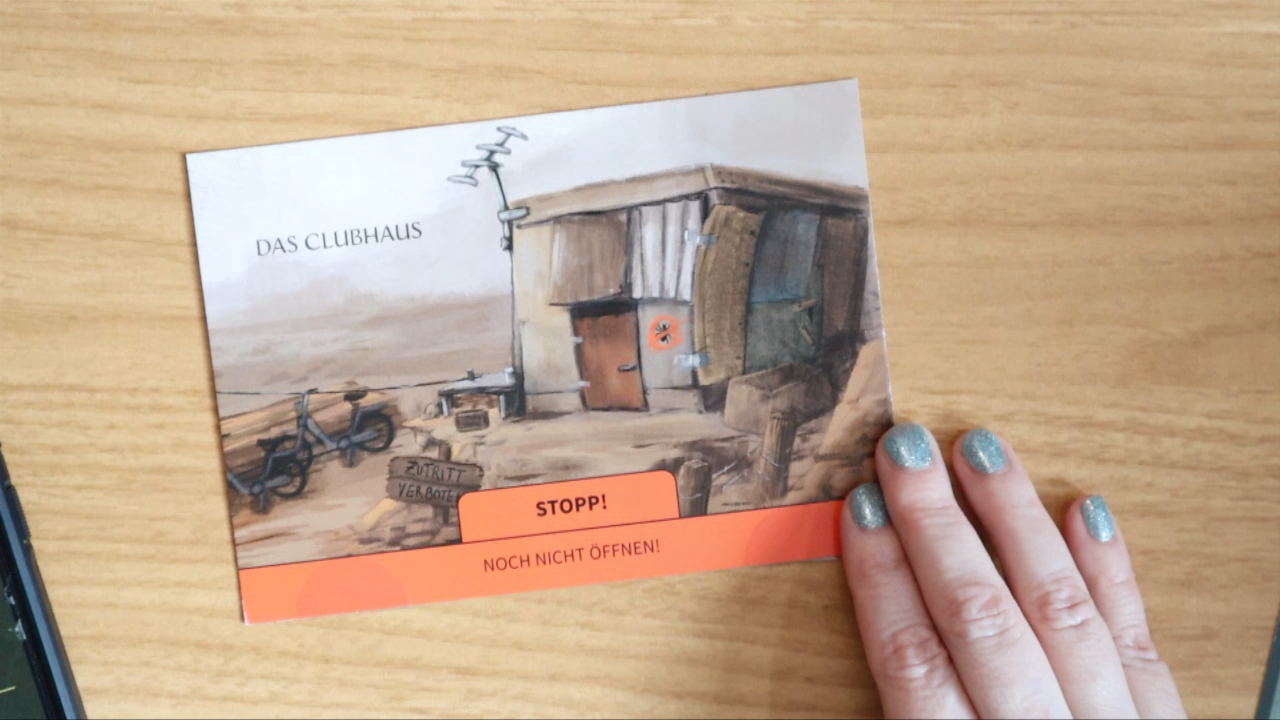 DAS CLUBHAUS
ZUTRITT
VERBOTEN
STOPP!
NOCH NICHT ÖFFNEN!